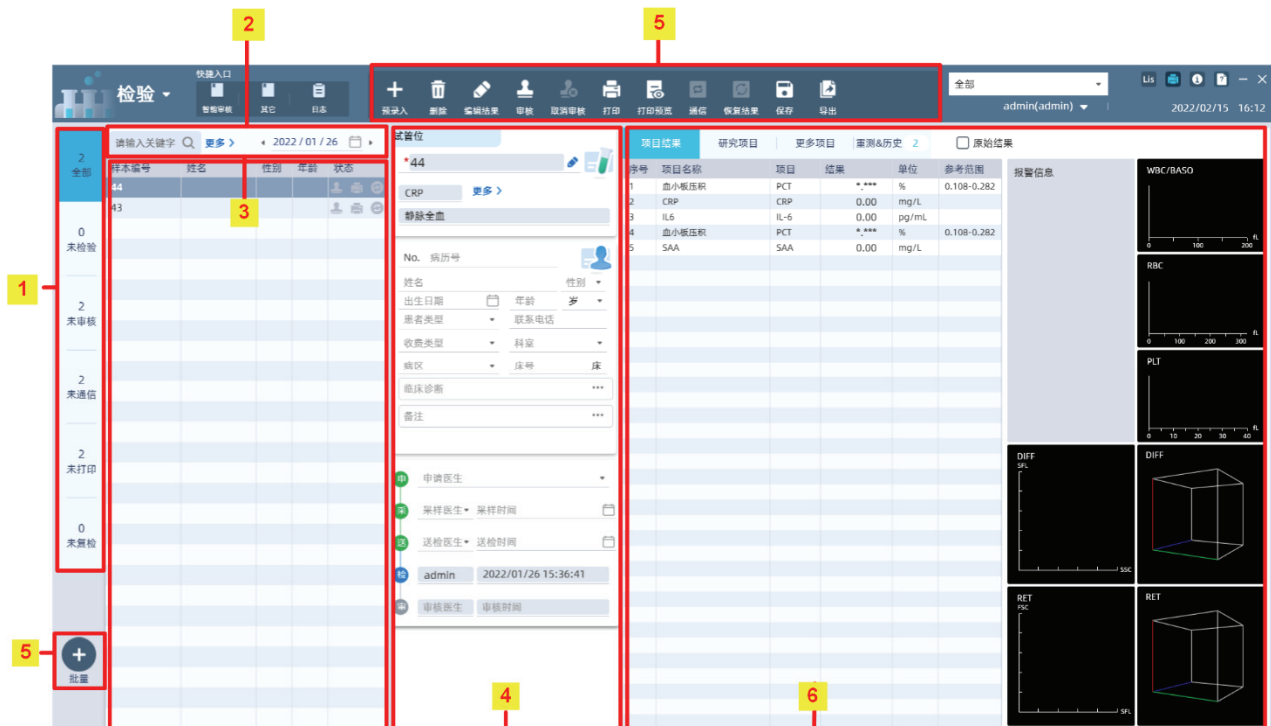 2
5
快捷入口
检验
智能审核
其它
日志
预录入
删除
编辑结果
审核
取消审核
打印
打印预览
通信
恢复结果
保存
导出
全部
Lis
admin(admin)
2022/02/15 16:12
1
2
全部
0
未检验
2
未审核
2
未通信
2
未打印
0
未复检
5
批量
请输入关键字
更多
2022 / 01 / 26
样本编号 姓名 性别 年龄 状态
44
43
3
试管位
*44
CRP 更多
静脉全血
No. 病历号
姓名 性别
出生日期 年龄 岁
患者类型 联系电话
收费类型 科室
病区 床号 床
临床诊断 ...
备注 ...
申 申请医生
采 采样医生 采样时间
送 送检医生 送检时间
检 admin 2022/01/26 15:36:41
审 审核医生 审核时间
4
项目结果 研究项目 更多项目 重测&历史 2 原始结果
序号 项目名称 项目 结果 单位 参考范围
1 血小板压积 PCT *.*** % 0.108-0.282
2 CRP CRP 0.00 mg/L
3 IL6 IL-6 0.00 pg/mL
4 血小板压积 PCT *.*** % 0.108-0.282
5 SAA SAA 0.00 mg/L
6
报警信息
WBC/BASO
fL
0 100 200
RBC
fL
0 100 200 300
PLT
fL
0 10 20 30 40
DIFF
SFL
SSC
DIFF
RET
FSC
SFL
RET